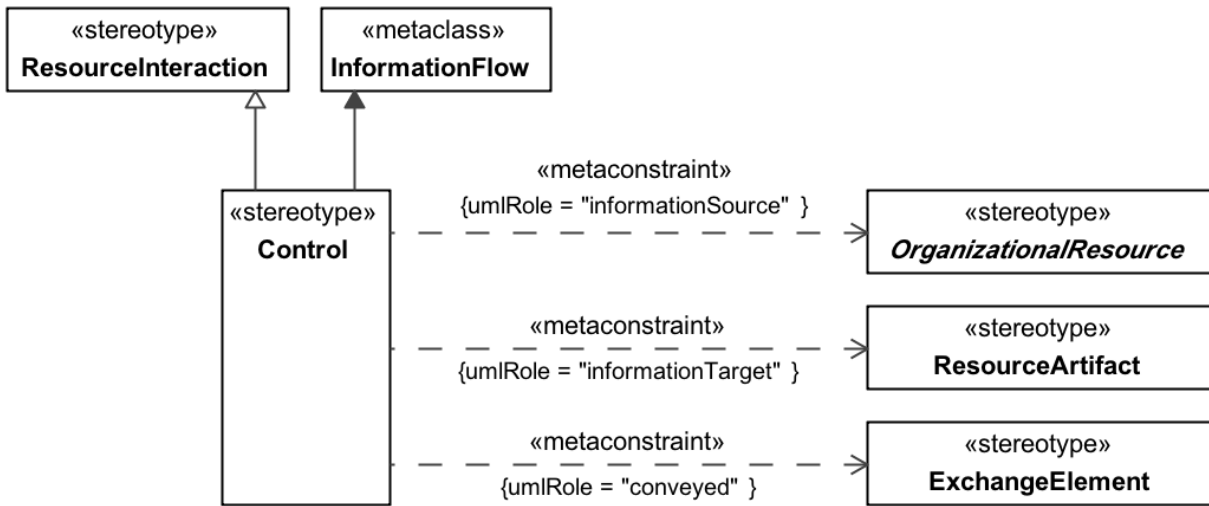 «stereotype»
ResourceInteraction
«metaclass»
InformationFlow
«stereotype»
Control
«metaconstraint»
{umlRole = "informationSource" }
«stereotype»
OrganizationalResource
«metaconstraint»
{umlRole = "informationTarget" }
«stereotype»
ResourceArtifact
«metaconstraint»
{umlRole = "conveyed" }
«stereotype»
ExchangeElement